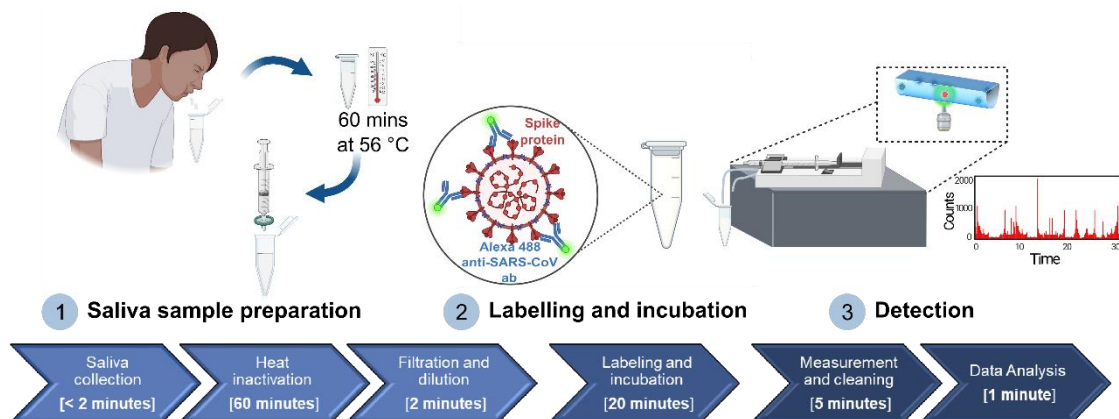 60 mins
at 56 °C
Spike
protein
Alexa 488
anti-SARS-CoV
ab
Counts
2000
1000
0
0
10
20
30
Time
1 Saliva sample preparation
2 Labelling and incubation
3 Detection
Saliva
collection
[< 2 minutes]
Heat
inactivation
[60 minutes]
Filtration and
dilution
[2 minutes]
Labeling and
incubation
[20 minutes]
Measurement
and cleaning
[5 minutes]
Data Analysis
[1 minute]